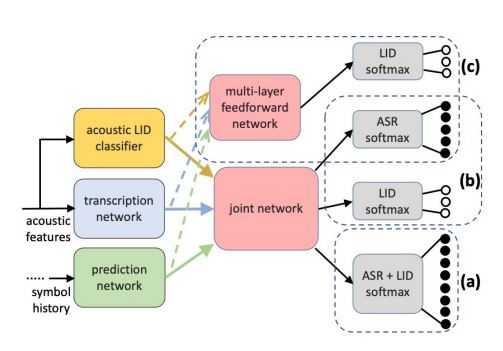 LID
softmax
(c)
multi-layer
feedforward
network
acoustic LID
classifier
ASR
softmax
(b)
transcription
network
acoustic
features
joint network
LID
softmax
prediction
network
.....
symbol
history
ASR + LID
softmax
(a)